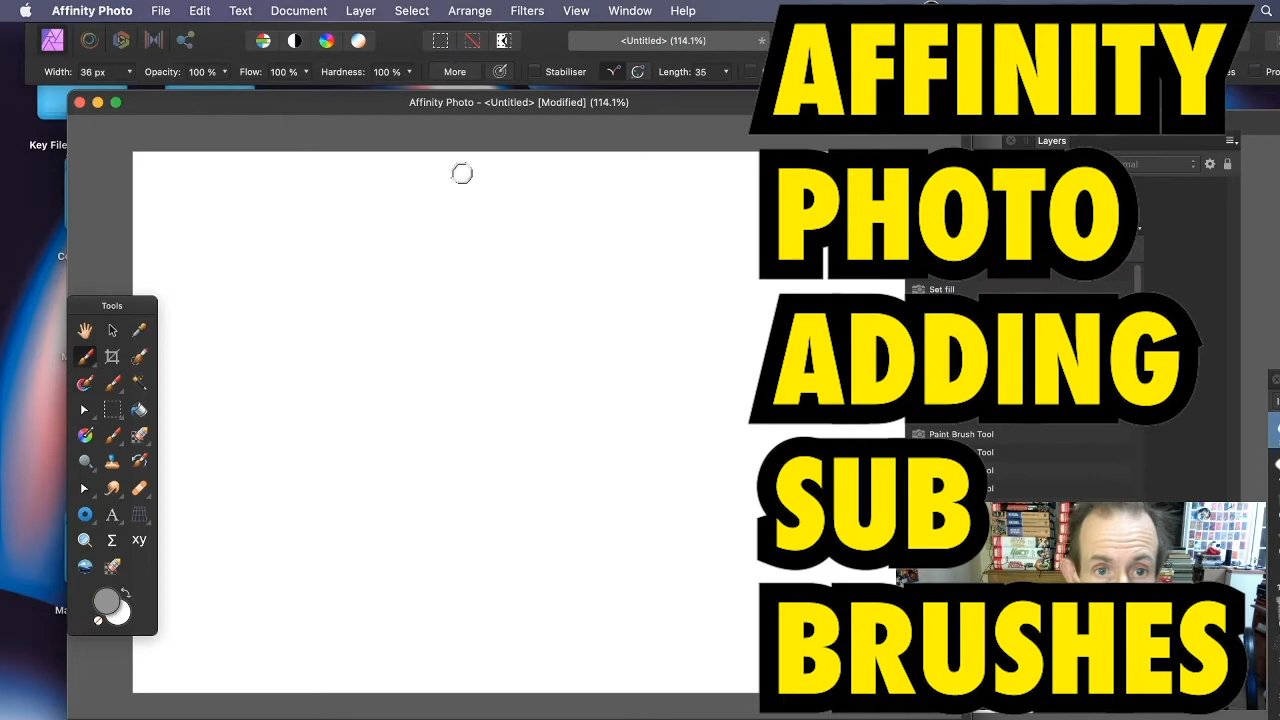 Affinity Photo File Edit Text Document Layer Select Arrange Filters View Window Help
<Untitled> (114.1%) *
Width: 36 px Opacity: 100 % Flow: 100 % Hardness: 100 % More Stabiliser Length: 35
Affinity Photo - <Untitled> [Modified] (114.1%)
Key File
Layers
Tools
Set fill
Paint Brush Tool
xy
AFFINITY
PHOTO
ADDING
SUB
BRUSHES